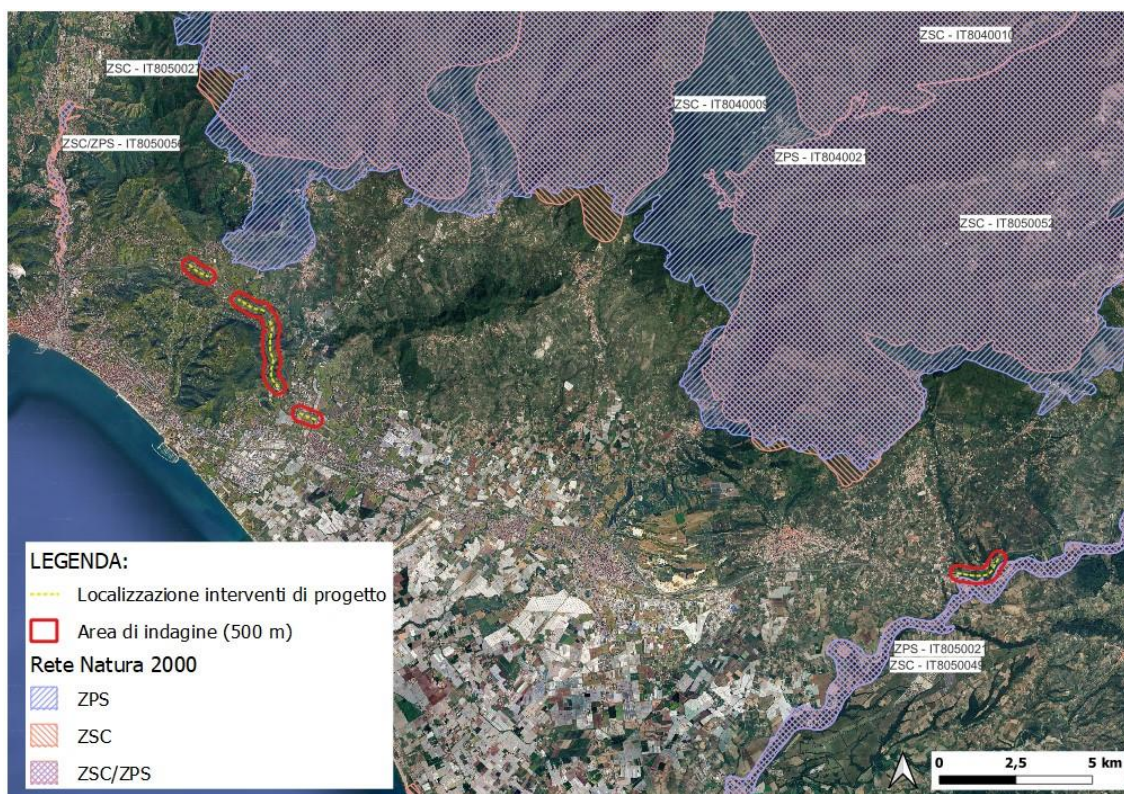 ZSC - IT8040010
ZSC - IT8050027
ZSC - IT8040009
ZSC/ZPS - IT8050056
ZPS - IT8040021
ZSC - IT8050052
ZPS - IT8050021
ZSC - IT8050049
LEGENDA:
Localizzazione interventi di progetto
Area di indagine (500 m)
Rete Natura 2000
ZPS
ZSC
ZSC/ZPS
0 2,5 5 km